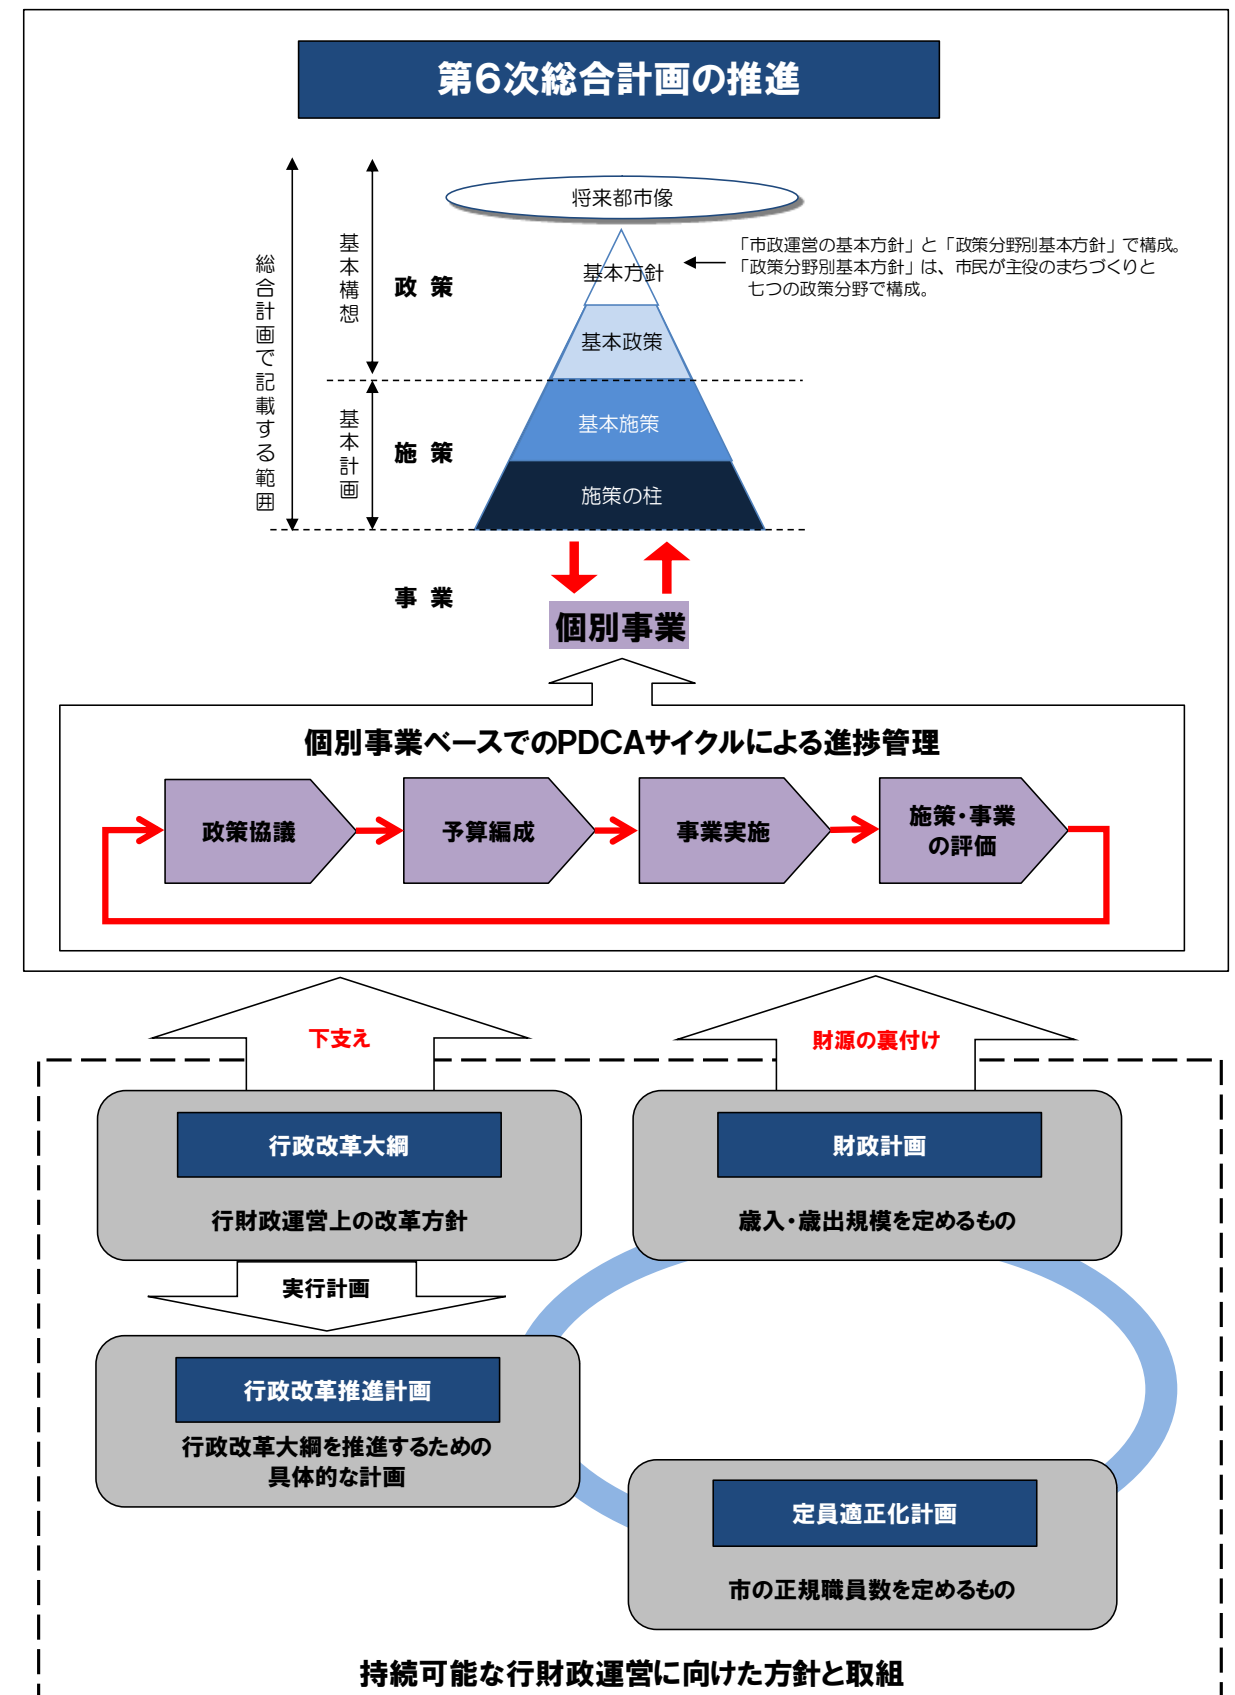 第6次総合計画の推進
将来都市像
総合計画で記載する範囲
基本構想
政 策
基本方針
「市政運営の基本方針」と「政策分野別基本方針」で構成。
「政策分野別基本方針」は、市民が主役のまちづくりと
七つの政策分野で構成。
基本政策
基本計画
施 策
基本施策
施策の柱
事 業
個別事業
個別事業ベースでのPDCAサイクルによる進捗管理
政策協議
予算編成
事業実施
施策・事業
の評価
下支え
財源の裏付け
行政改革大綱
行財政運営上の改革方針
財政計画
歳入・歳出規模を定めるもの
実行計画
行政改革推進計画
行政改革大綱を推進するための
具体的な計画
定員適正化計画
市の正規職員数を定めるもの
持続可能な行財政運営に向けた方針と取組